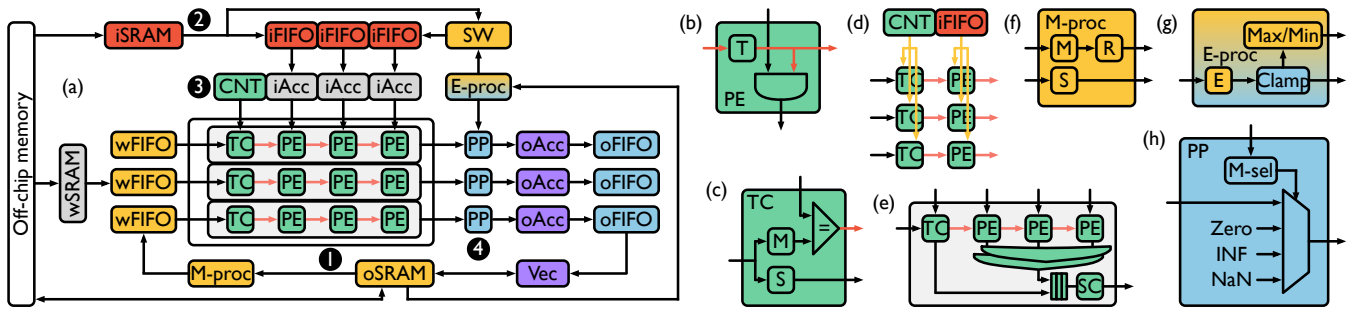 (a)
Off-chip memory
iSRAM
2
iFIFO iFIFO iFIFO
SW
3
CNT iAcc iAcc iAcc
E-proc
wSRAM
wFIFO TC PE PE PE PP oAcc oFIFO
wFIFO TC PE PE PE PP oAcc oFIFO
wFIFO TC PE PE PE PP oAcc oFIFO
1
4
M-proc
oSRAM
Vec
(b)
T
PE
(c)
TC
=
M
S
(d)
CNT iFIFO
TC PE
TC PE
TC PE
(e)
TC PE PE PE
SC
(f)
M-proc
M R
S
(g)
Max/Min
E-proc
E
Clamp
(h)
PP
M-sel
Zero
INF
NaN